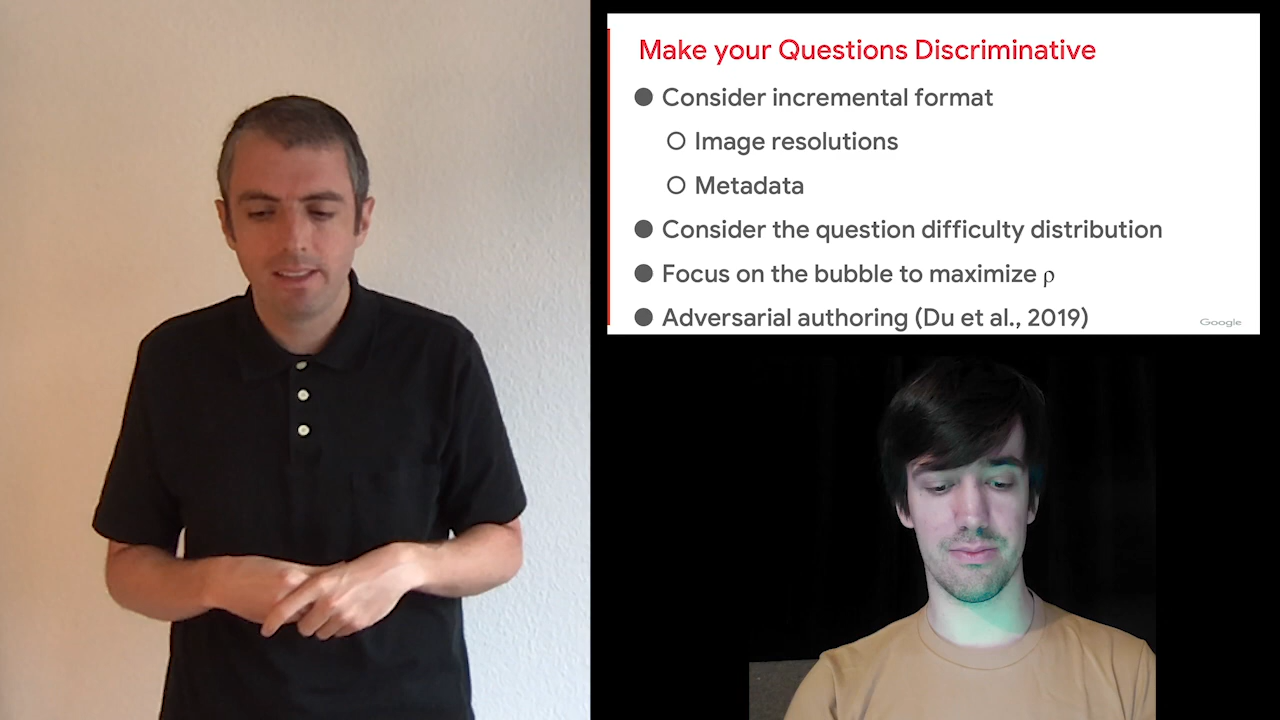 Make your Questions Discriminative
● Consider incremental format
○ Image resolutions
○ Metadata
● Consider the question difficulty distribution
● Focus on the bubble to maximize ρ
● Adversarial authoring (Du et al., 2019)
Google